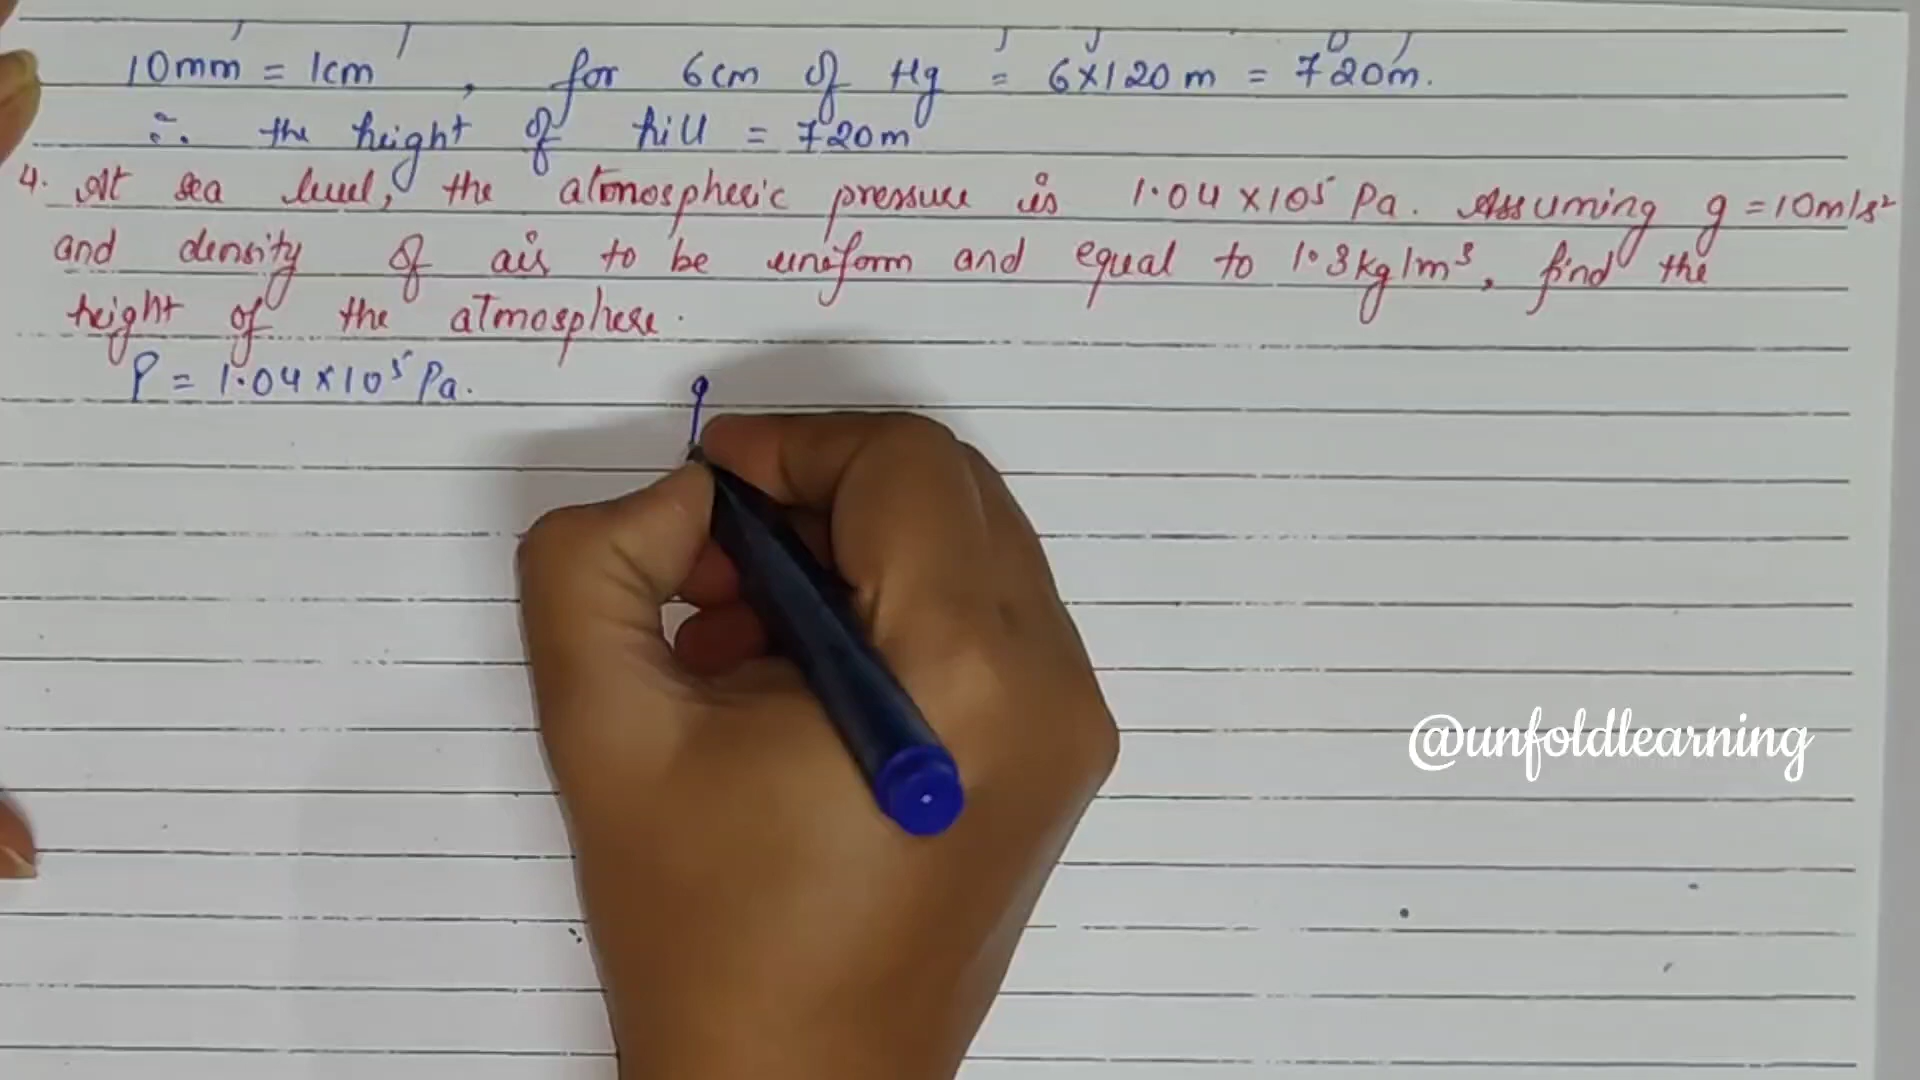 10mm = 1cm , for 6cm of Hg = 6×120m = 720m.
∴ the height of hill = 720m
4. At sea level, the atmospheric pressure is 1.04×10⁵ Pa. Assuming g = 10m/s²
and density of air to be uniform and equal to 1.3kg/m³, find the
height of the atmosphere.
P = 1.04×10⁵ Pa.
@unfoldlearning